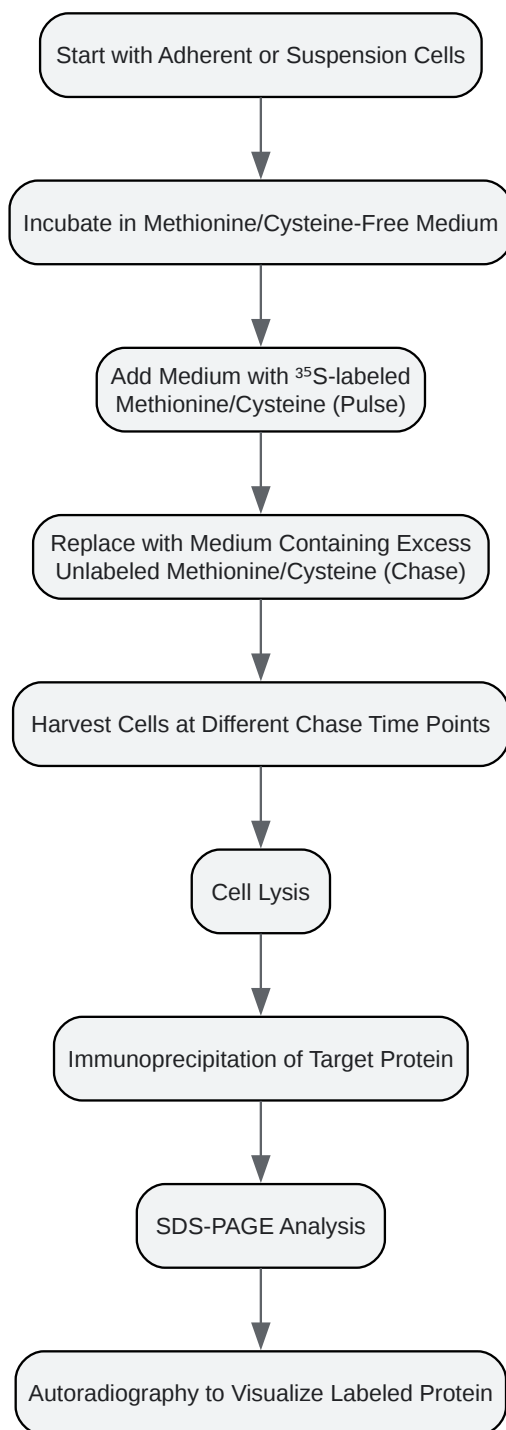 Start with Adherent or Suspension Cells
Incubate in Methionine/Cysteine-Free Medium
Add Medium with ³⁵S-labeled
Methionine/Cysteine (Pulse)
Replace with Medium Containing Excess
Unlabeled Methionine/Cysteine (Chase)
Harvest Cells at Different Chase Time Points
Cell Lysis
Immunoprecipitation of Target Protein
SDS-PAGE Analysis
Autoradiography to Visualize Labeled Protein